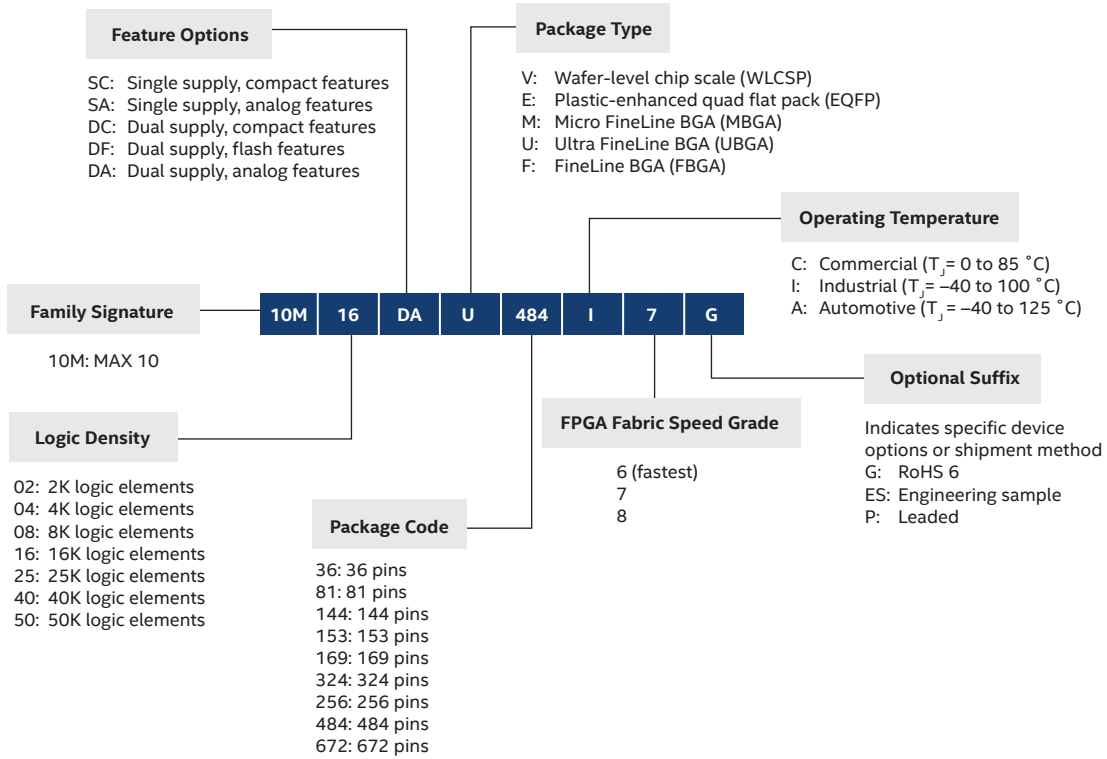 Feature Options
SC: Single supply, compact features
SA: Single supply, analog features
DC: Dual supply, compact features
DF: Dual supply, flash features
DA: Dual supply, analog features
Package Type
V: Wafer-level chip scale (WLCSP)
E: Plastic-enhanced quad flat pack (EQFP)
M: Micro FineLine BGA (MBGA)
U: Ultra FineLine BGA (UBGA)
F: FineLine BGA (FBGA)
Operating Temperature
C: Commercial (TJ= 0 to 85 ˚C)
I: Industrial (TJ= –40 to 100 ˚C)
A: Automotive (TJ= –40 to 125 ˚C)
Family Signature
10M: MAX 10
10M 16 DA U 484 I 7 G
Logic Density
02: 2K logic elements
04: 4K logic elements
08: 8K logic elements
16: 16K logic elements
25: 25K logic elements
40: 40K logic elements
50: 50K logic elements
Package Code
36: 36 pins
81: 81 pins
144: 144 pins
153: 153 pins
169: 169 pins
324: 324 pins
256: 256 pins
484: 484 pins
672: 672 pins
FPGA Fabric Speed Grade
6 (fastest)
7
8
Optional Suffix
Indicates specific device
options or shipment method
G: RoHS 6
ES: Engineering sample
P: Leaded